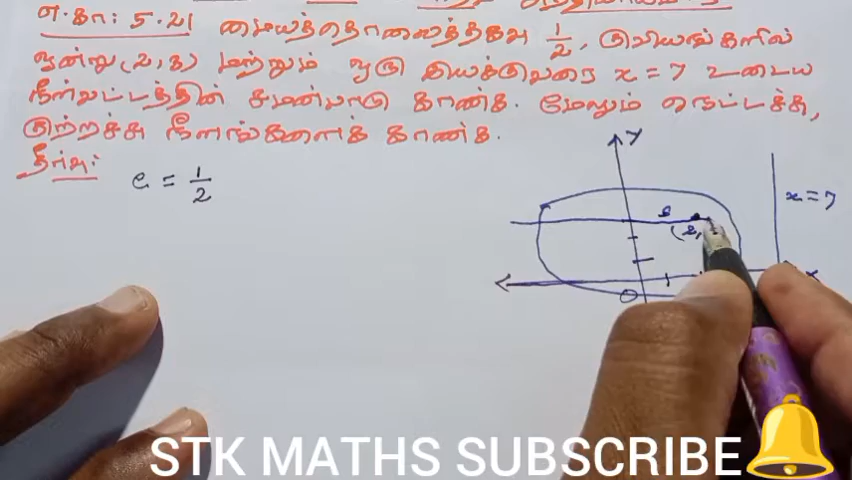 எ.கா: 5.21 மையத்தொலைத்தகவு 1/2, குவியங்களில்
ஒன்று (2,3) மற்றும் ஒரு இயக்குவரை x = 7 உடைய
நீள்வட்டத்தின் சமன்பாடு காண்க. மேலும் நெட்டச்சு,
குற்றச்சு நீளங்களைக் காண்க.
தீர்வு:
e = 1/2
y
x = 7
(2,
x
O
STK MATHS SUBSCRIBE